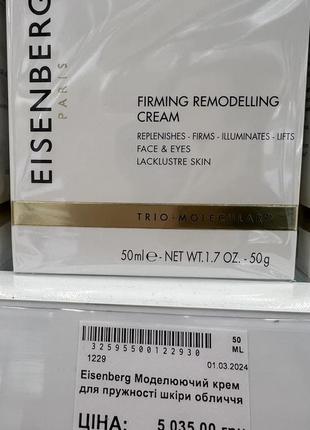 EISENBERG
PARIS
FIRMING REMODELLING
CREAM
REPLENISHES - FIRMS - ILLUMINATES - LIFTS
FACE & EYES
LACKLUSTRE SKIN
TRIO-MOLECULAR®
50ml e - NET WT.1.7 OZ. - 50g
3259550012293 0
50
ML
1229
01.03.2024
Eisenberg Моделюючий крем
для пружності шкіри обличчя
ЦІНА: 5 035,00 грн